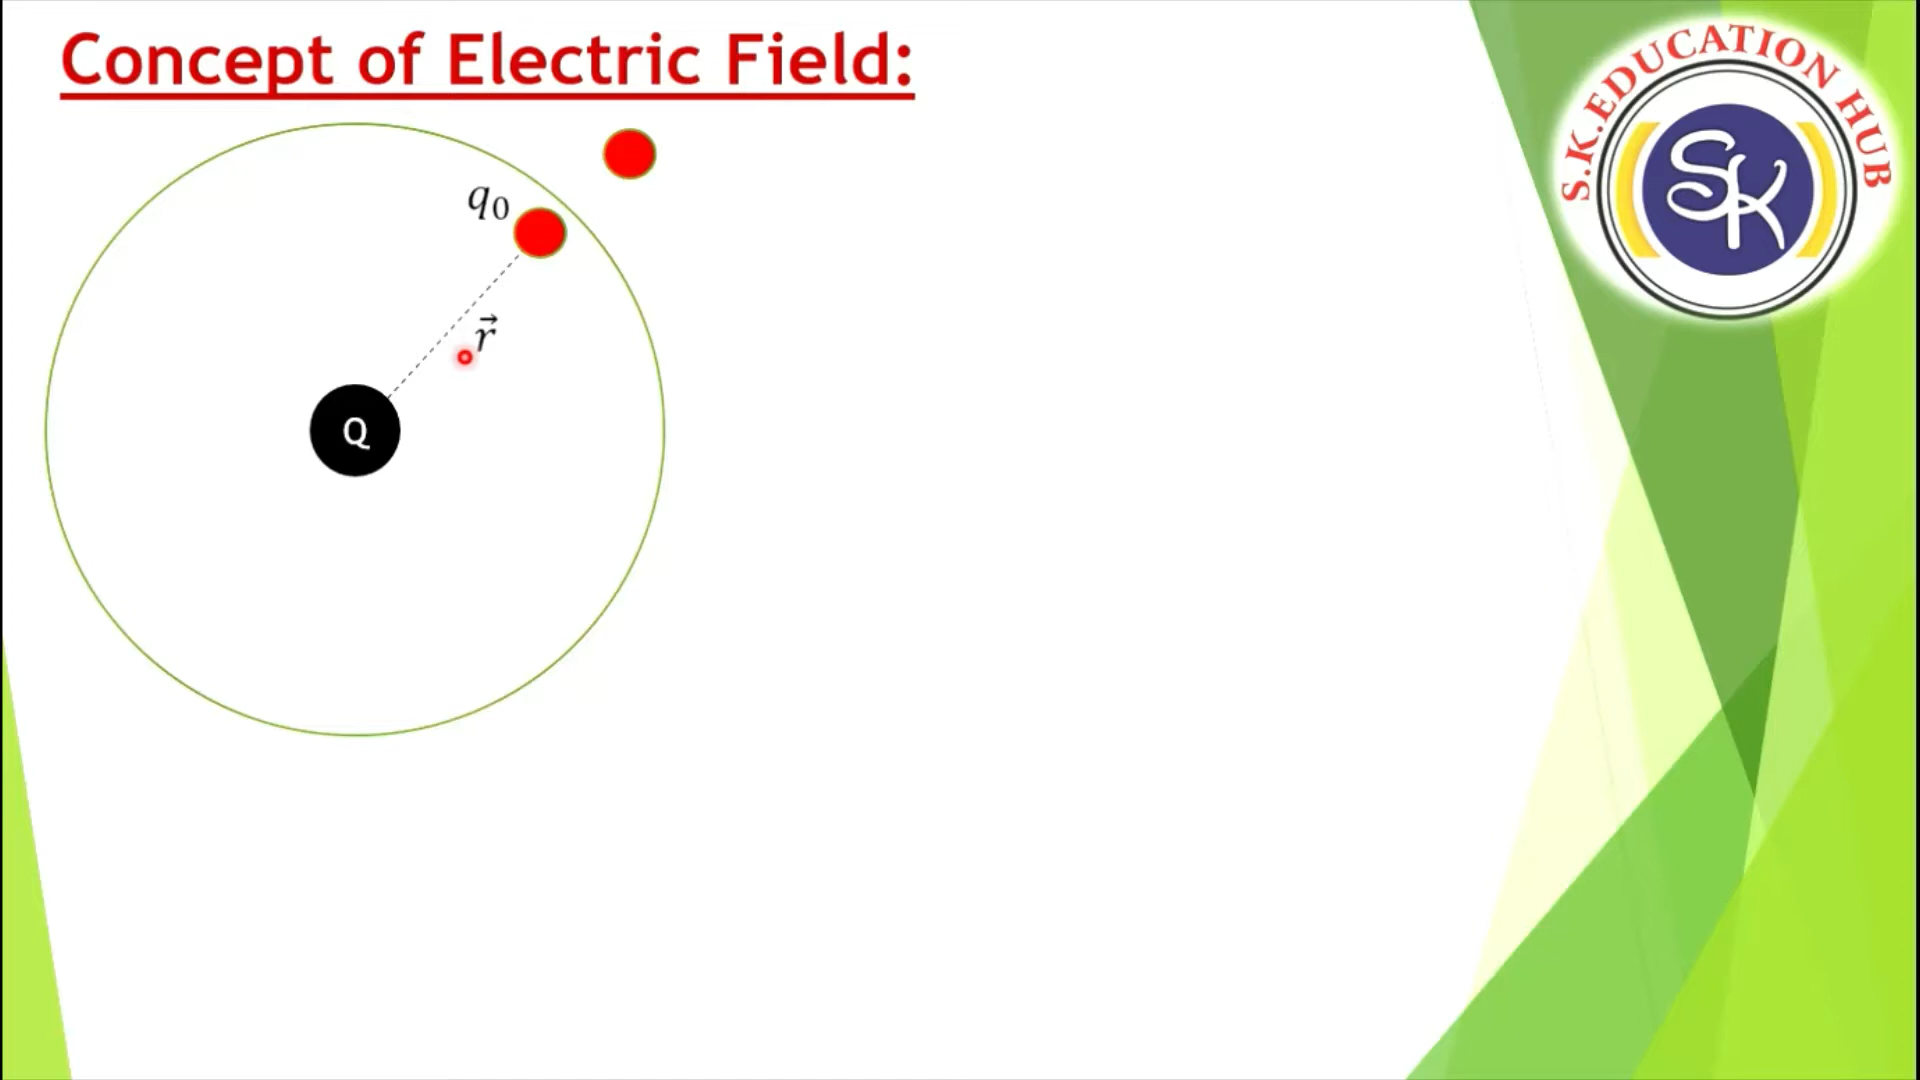 Concept of Electric Field:
S.K.EDUCATION HUB
SK
q₀
r⃗
Q